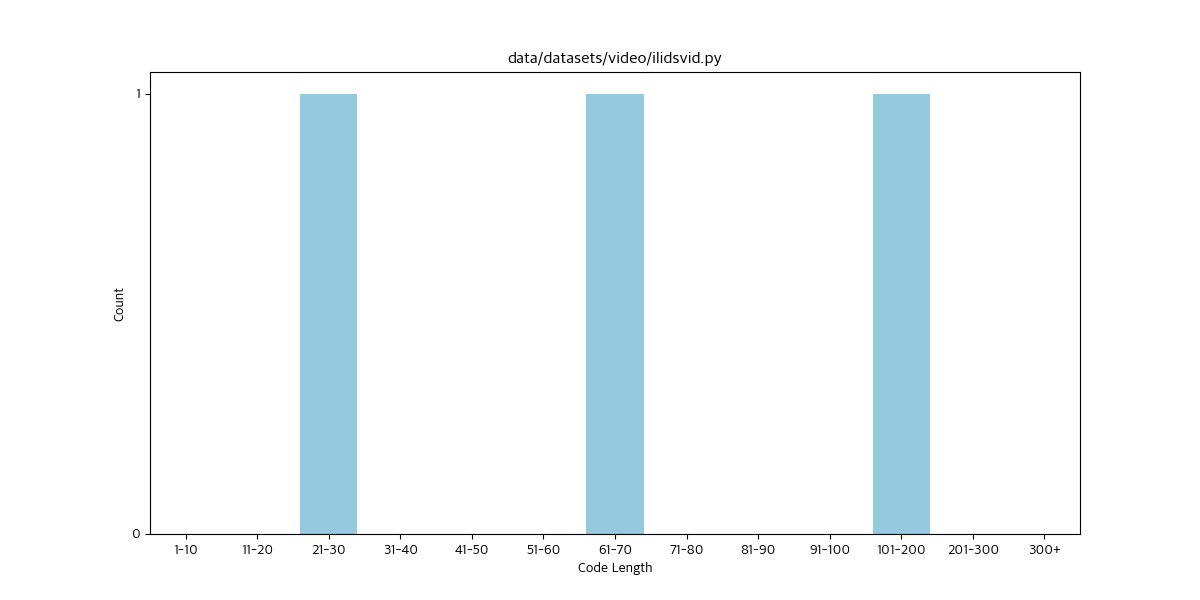 data/datasets/video/ilidsvid.py
1
Count
0
1-10 11-20 21-30 31-40 41-50 51-60 61-70 71-80 81-90 91-100 101-200 201-300 300+
Code Length